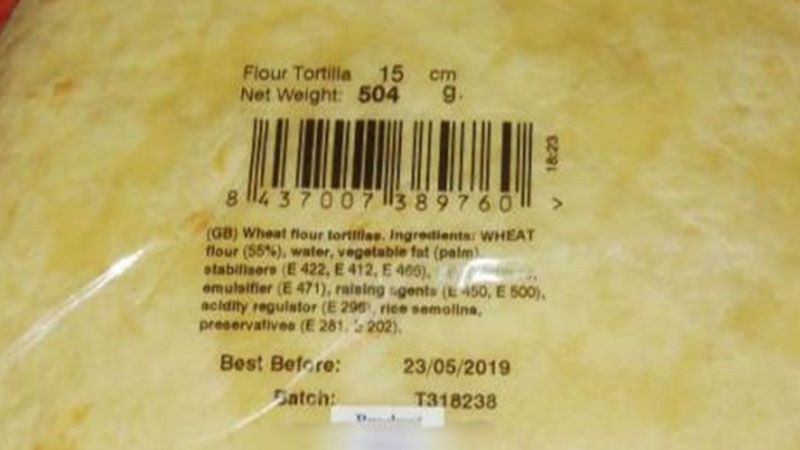 Flour Tortilla 15 cm
Net Weight: 504 g.
18:23
8 437007 389760 >
(GB) Wheat flour tortillas. Ingredients: WHEAT
flour (55%), water, vegetable fat (palm)
stabilisers (E 422, E 412, E 466),
emulsifier (E 471), raising agents (E 450, E 500),
acidity regulator (E 296), rice semolina,
preservatives (E 281, E 202).
Best Before: 23/05/2019
Batch: T318238